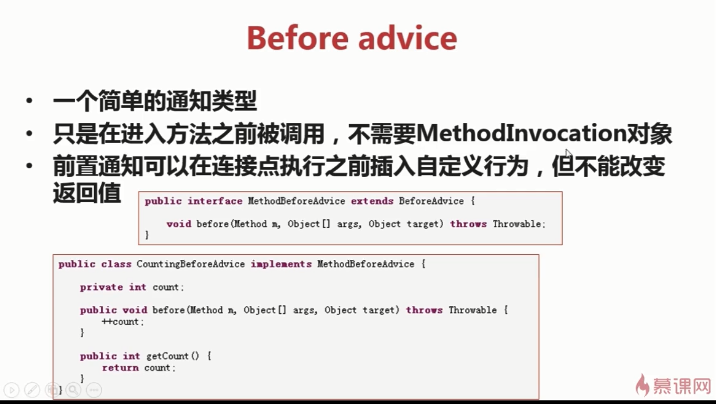 Before advice
• 一个简单的通知类型
• 只是在进入方法之前被调用，不需要MethodInvocation对象
• 前置通知可以在连接点执行之前插入自定义行为，但不能改变
返回值
public interface MethodBeforeAdvice extends BeforeAdvice {
void before(Method m, Object[] args, Object target) throws Throwable;
}
public class CountingBeforeAdvice implements MethodBeforeAdvice {
private int count;
public void before(Method m, Object[] args, Object target) throws Throwable {
++count;
}
public int getCount() {
return count;
}
}
慕课网